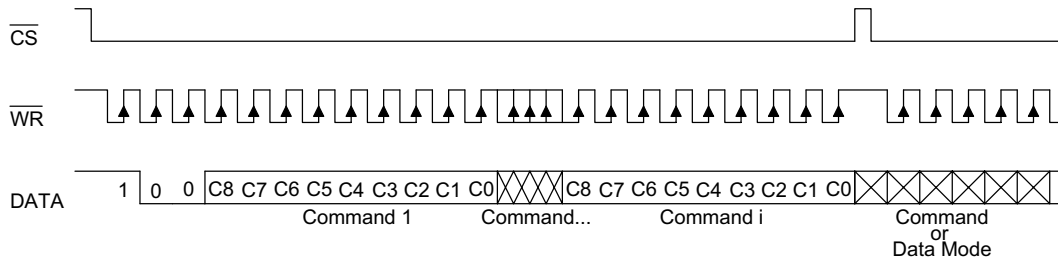 CS
WR
DATA 1 0 0 C8 C7 C6 C5 C4 C3 C2 C1 C0 C8 C7 C6 C5 C4 C3 C2 C1 C0
Command 1 Command... Command i Command
or
Data Mode